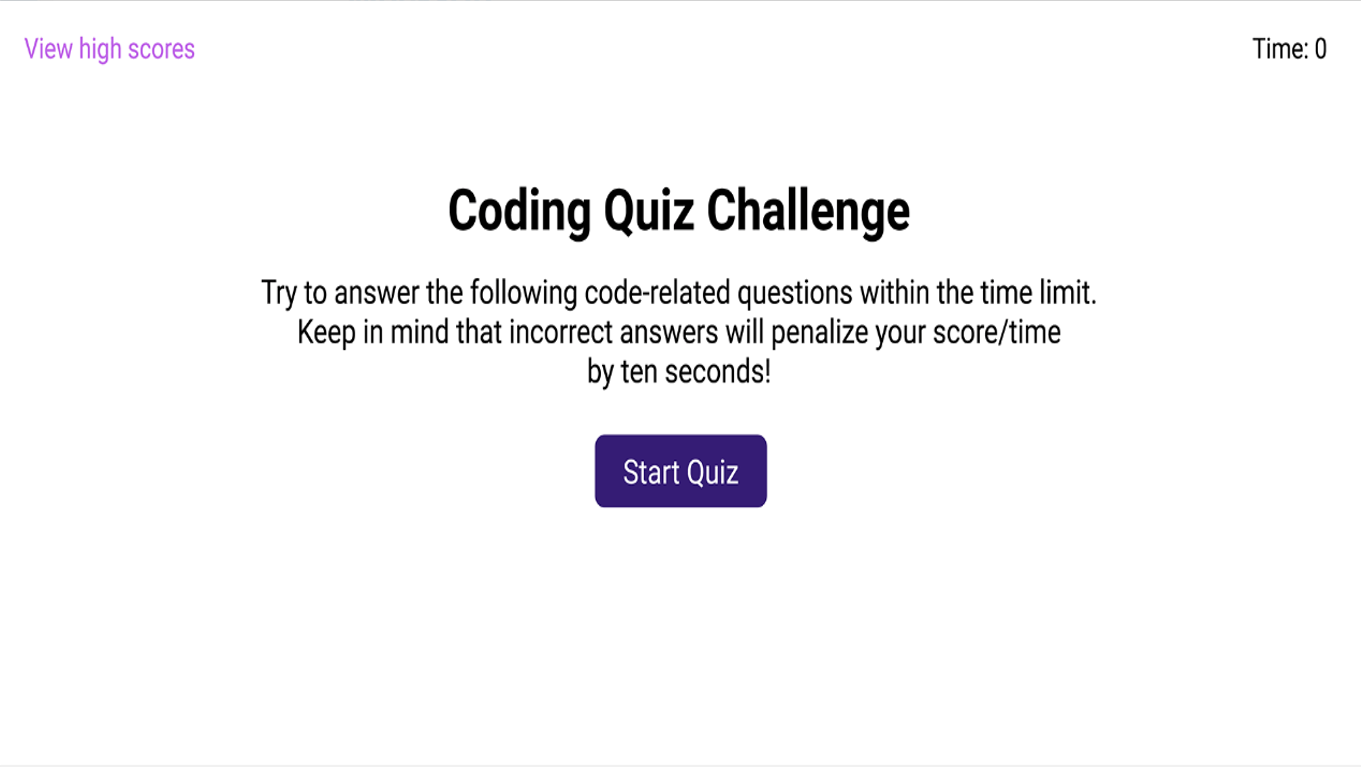 View high scores
Time: 0
Coding Quiz Challenge
Try to answer the following code-related questions within the time limit.
Keep in mind that incorrect answers will penalize your score/time
by ten seconds!
Start Quiz